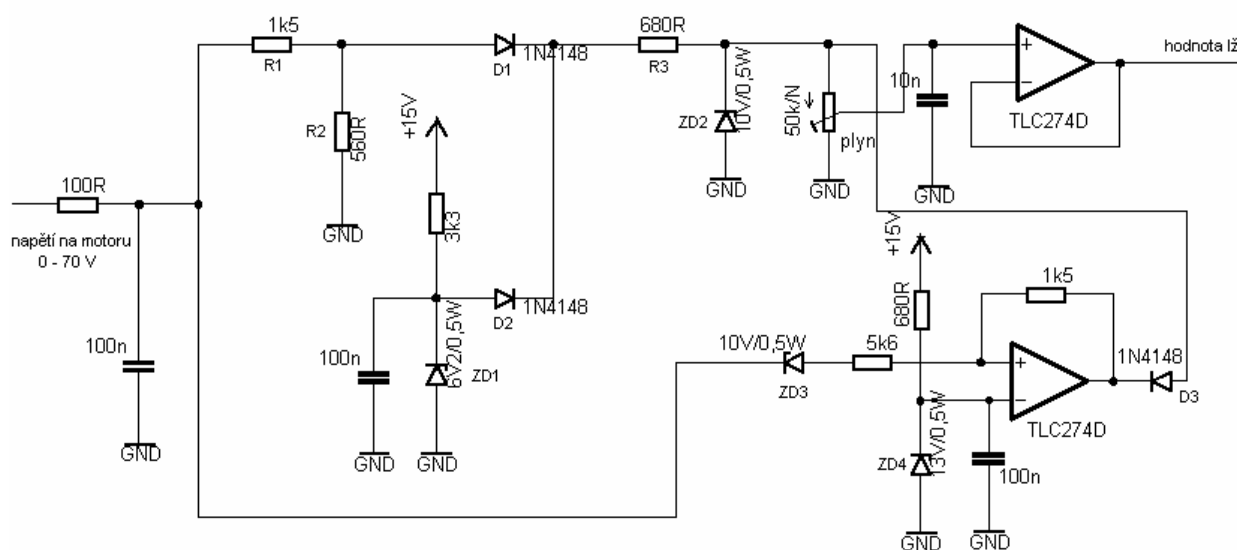 1k5
R1
D1
1N4148
680R
R3
R2
560R
GND
+15V
3k3
100R
napětí na motoru
0 - 70 V
100n
GND
D2
1N4148
100n
6V2/0,5W
ZD1
GND
GND
10V/0,5W
ZD2
GND
50k/N
plyn
GND
10n
GND
+
-
TLC274D
hodnota Iž
+15V
680R
10V/0,5W
ZD3
5k6
1k5
+
-
TLC274D
1N4148
D3
13V/0,5W
ZD4
GND
100n
GND